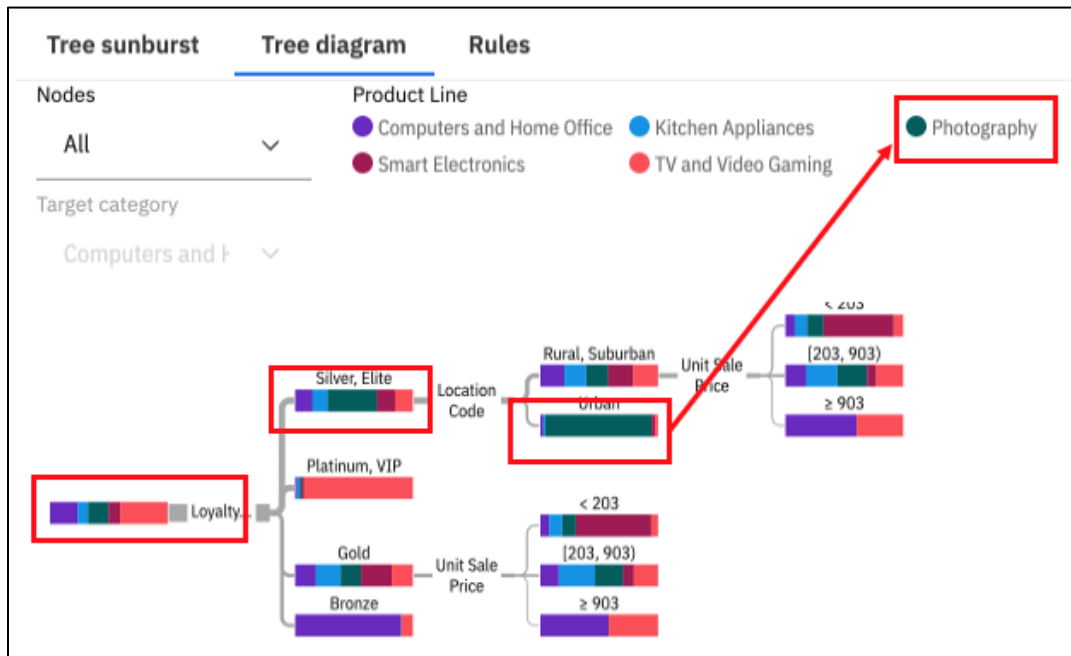 Tree sunburst Tree diagram Rules
Nodes
All
Target category
Computers and H
Product Line
Computers and Home Office
Kitchen Appliances
Photography
Smart Electronics
TV and Video Gaming
Loyalty...
Silver, Elite
Location
Code
Rural, Suburban
Unit Sale
Price
< 203
[203, 903)
≥ 903
Urban
Platinum, VIP
Gold
Unit Sale
Price
< 203
[203, 903)
≥ 903
Bronze